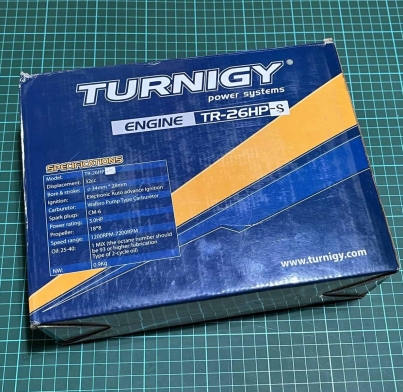 TURNIGY®
power systems
ENGINE TR-26HP-S
SPECIFICATIONS
Model: TR-26HP
Displacement: 32cc
Bore & stroke: 34mm * 28mm
Ignition: Electronic Auto advance Ignition
Carburetor: Walbro Pump Type Carburetor
Spark plugs: CM-6
Power rating: 3.0HP
Propeller: 18*8
Speed range: 1200RPM-7200RPM
Oil: 25-40: 1 MIX (the octane number should
be 93 or higher lubrication
Type of 2-cycle oil)
NW: 0.9Kg
www.turnigy.com